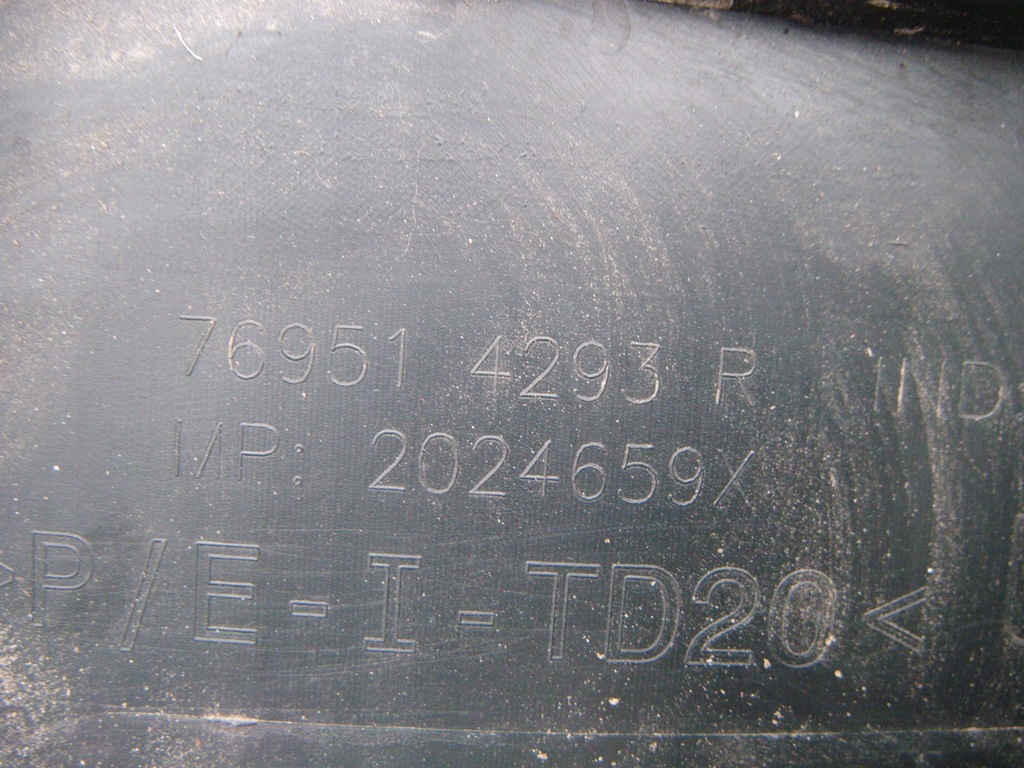 76951 4293 R IND
MP: 2024659X
>P/E-I-TD20<